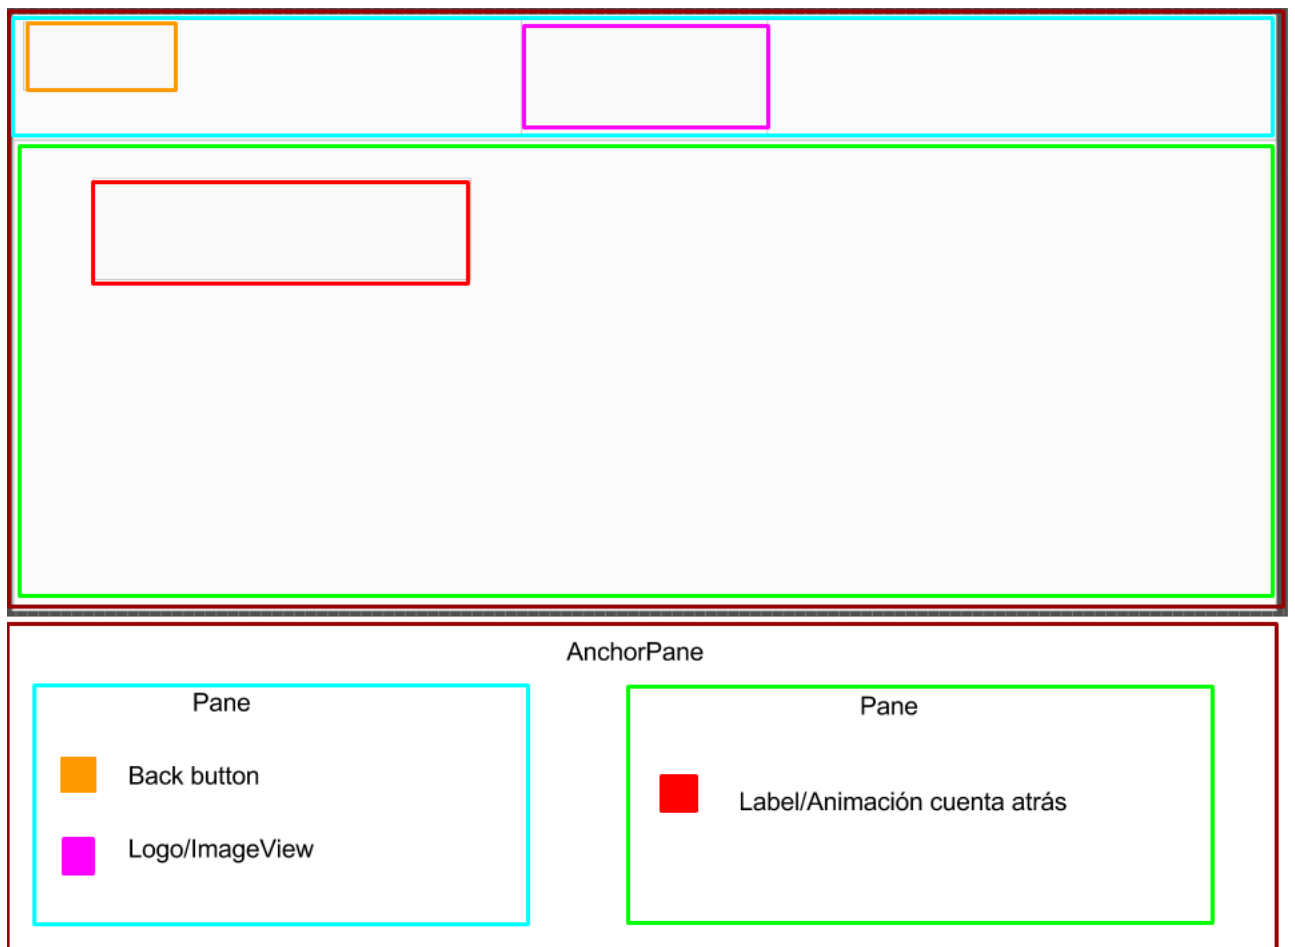 AnchorPane
Pane
Back button
Logo/ImageView
Pane
Label/Animación cuenta atrás